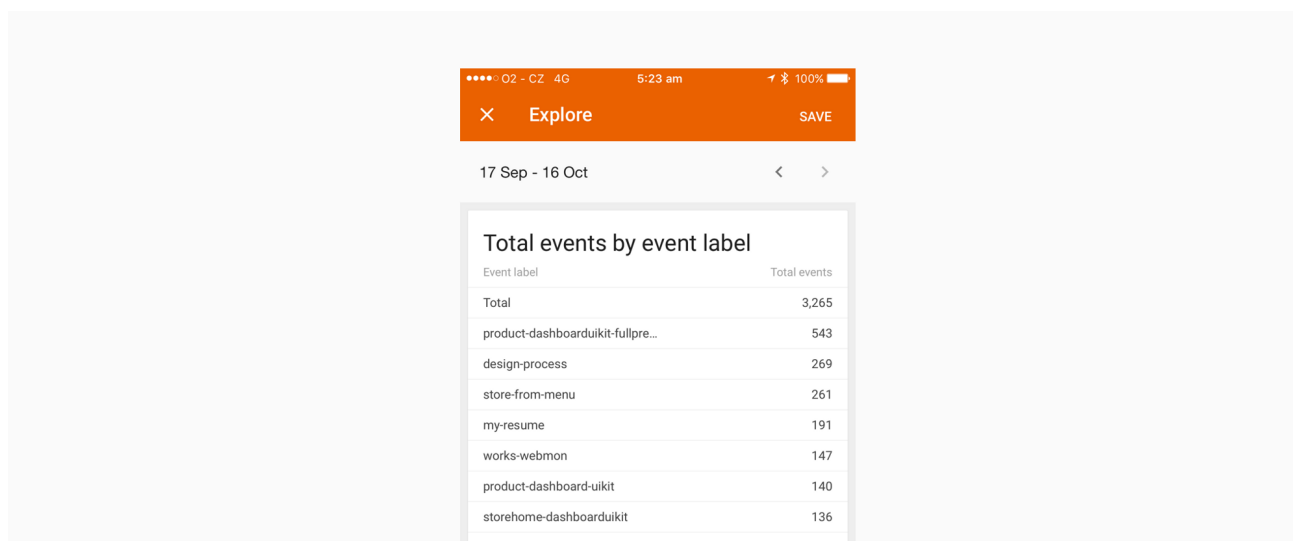 O2 - CZ 4G 5:23 am 100%
Explore SAVE
17 Sep - 16 Oct
Total events by event label
Event label Total events
Total 3,265
product-dashboarduikit-fullpre... 543
design-process 269
store-from-menu 261
my-resume 191
works-webmon 147
product-dashboard-uikit 140
storehome-dashboarduikit 136